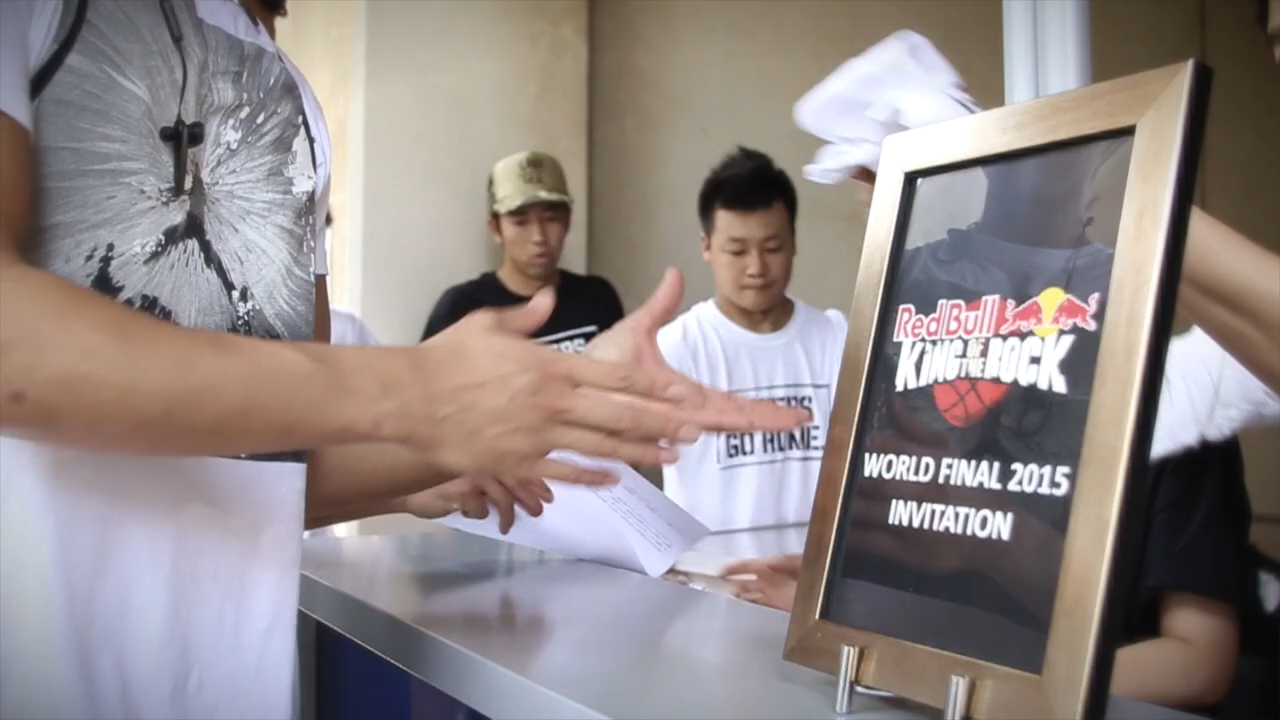 Red Bull
KING OF THE ROCK
WORLD FINAL 2015
INVITATION
GO HOME.